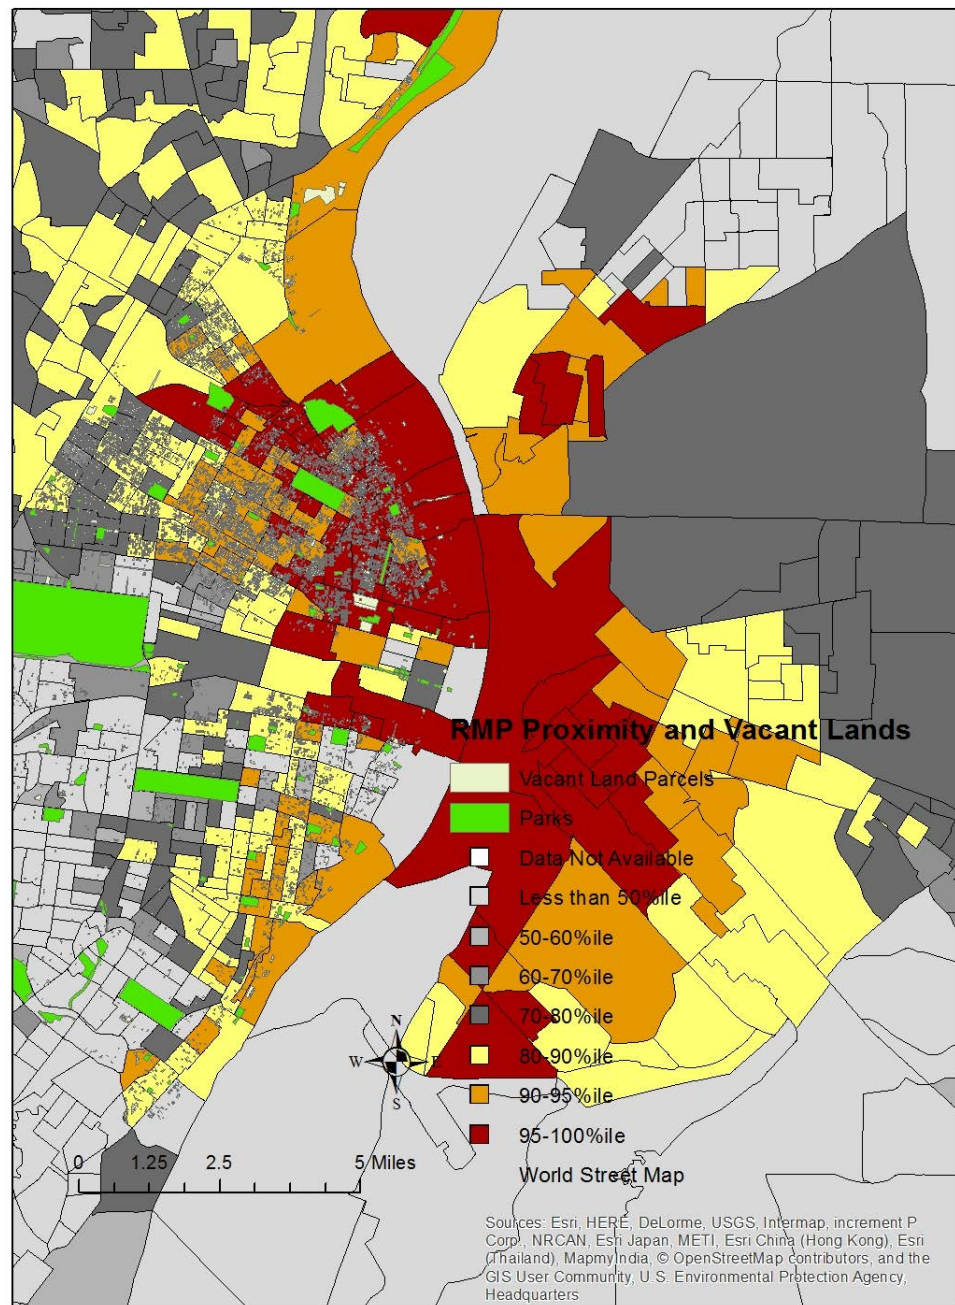 RMP Proximity and Vacant Lands
Vacant Land Parcels
Parks
Data Not Available
Less than 50%ile
50-60%ile
60-70%ile
70-80%ile
80-90%ile
90-95%ile
95-100%ile
World Street Map
N
W E
S
0 1.25 2.5 5 Miles
Sources: Esri, HERE, DeLorme, USGS, Intermap, increment P
Corp., NRCAN, Esri Japan, METI, Esri China (Hong Kong), Esri
(Thailand), MapmyIndia, © OpenStreetMap contributors, and the
GIS User Community, U.S. Environmental Protection Agency,
Headquarters